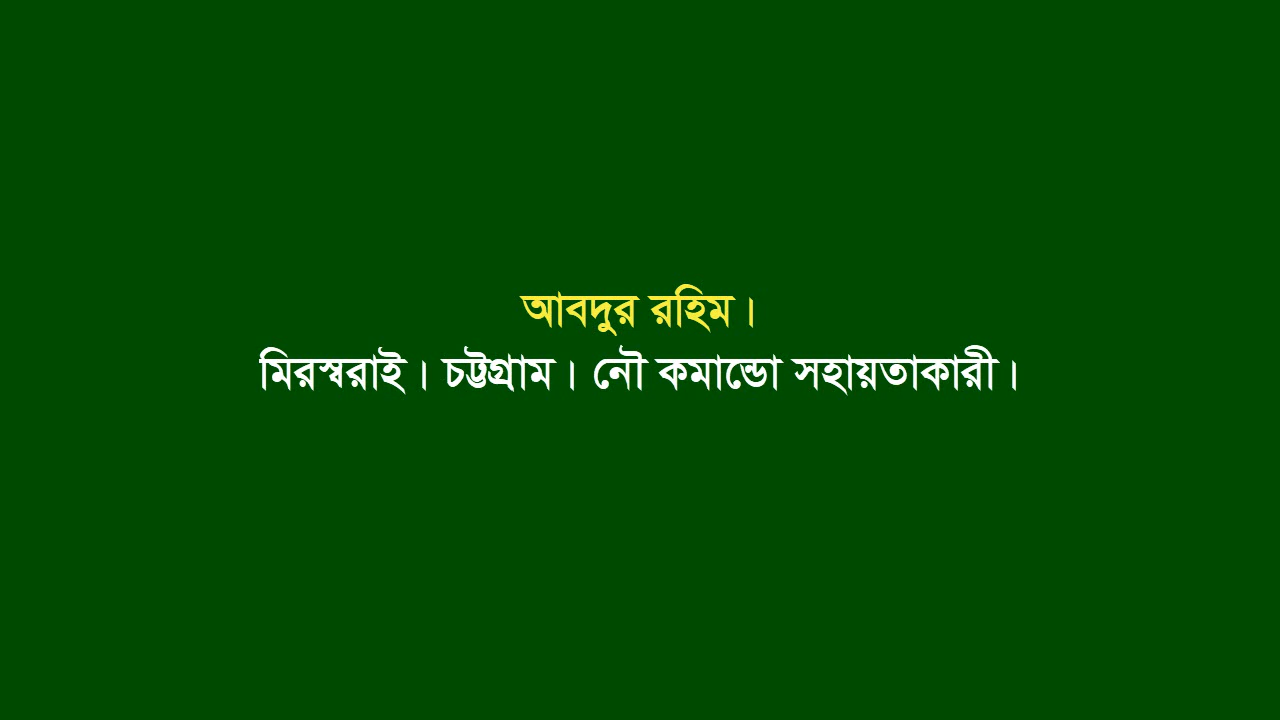 আবদুর রহিম।
মিরস্বরাই। চট্টগ্রাম। নৌ কমান্ডো সহায়তাকারী।